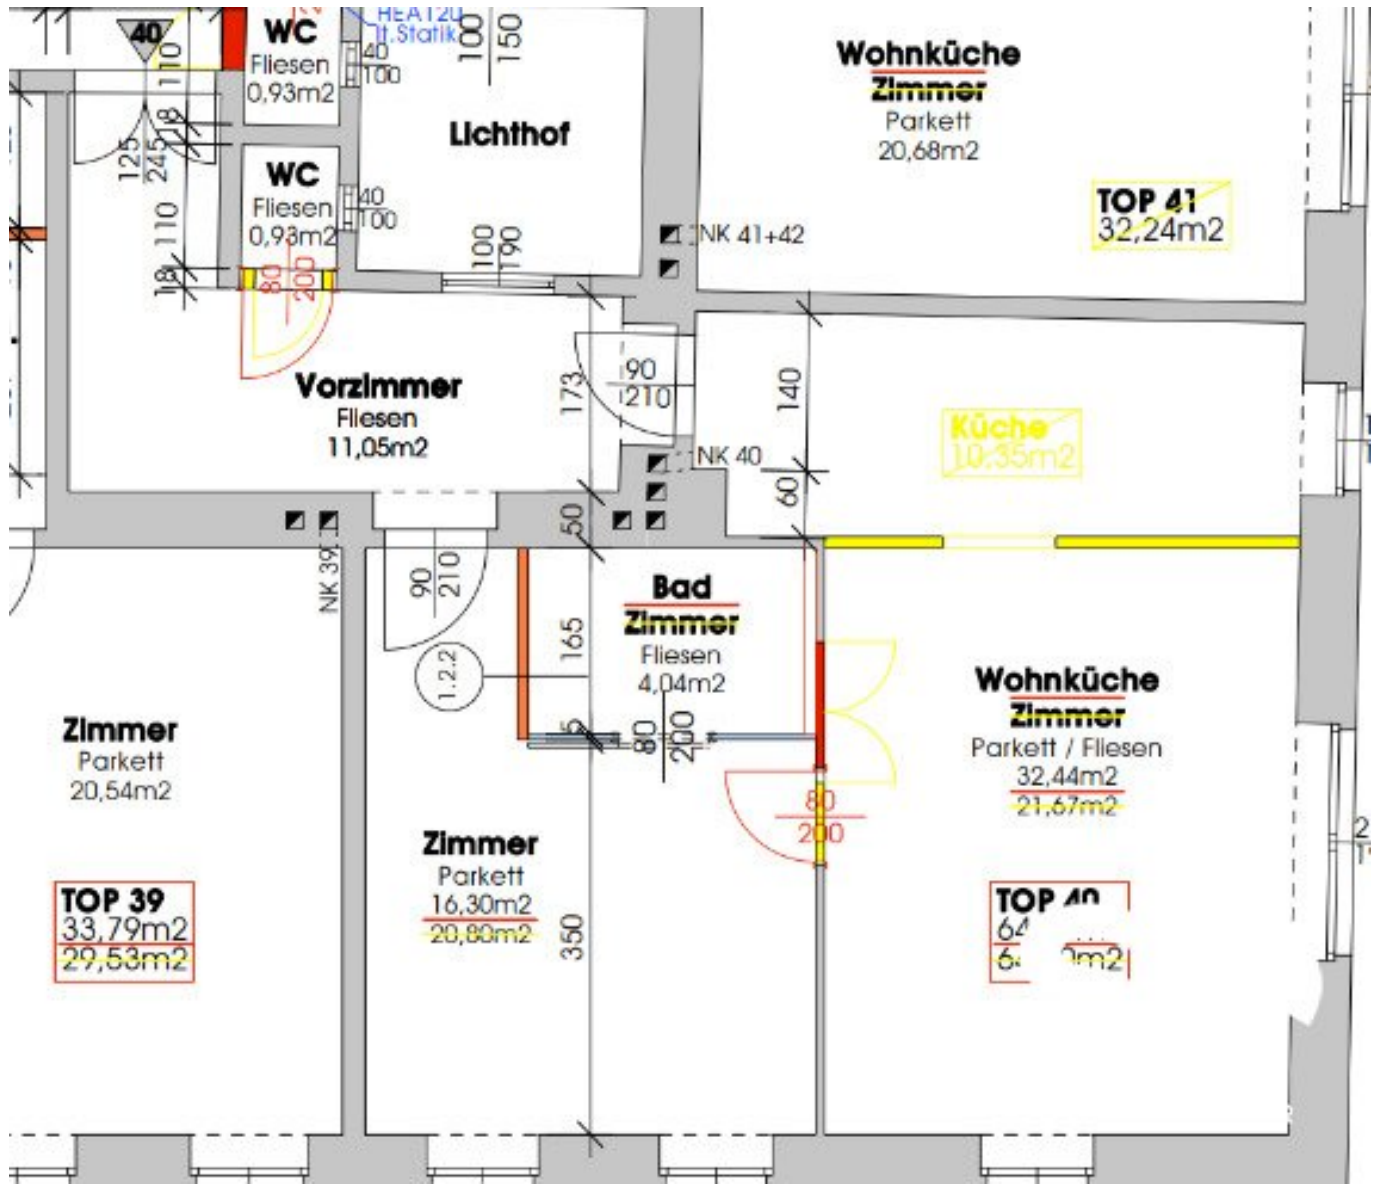 40
110
18
125
245
110
18
WC
Fliesen
0,93m2
HEA120
lt.Statik
40
100
100
150
Lichthof
WC
Fliesen
0,93m2
40
100
100
190
80
200
Wohnküche
Zimmer
Parkett
20,68m2
TOP 41
32,24m2
NK 41+42
Vorzimmer
Fliesen
11,05m2
173
90
210
140
NK 40
60
Küche
10,35m2
50
NK 39
90
210
1.2.2
165
5
Bad
Zimmer
Fliesen
4,04m2
80
200
Wohnküche
Zimmer
Parkett / Fliesen
32,44m2
21,67m2
80
200
Zimmer
Parkett
20,54m2
TOP 39
33,79m2
29,53m2
Zimmer
Parkett
16,30m2
20,80m2
350
TOP 40